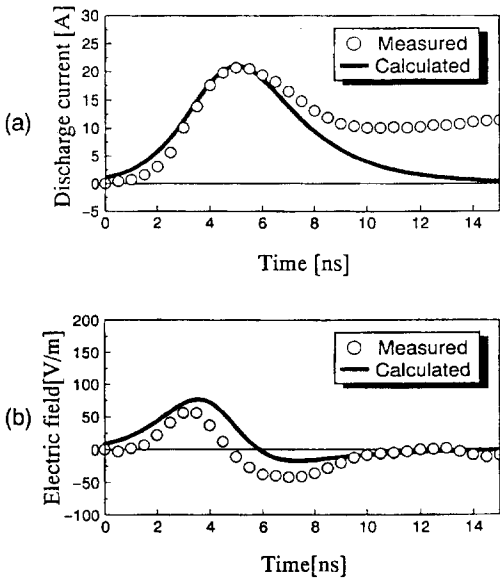 (a)
Discharge current [A]
30
25
20
15
10
5
0
-5
Measured
Calculated
0 2 4 6 8 10 12 14
Time [ns]
(b)
Electric field[V/m]
200
150
100
50
0
-50
-100
Measured
Calculated
0 2 4 6 8 10 12 14
Time[ns]